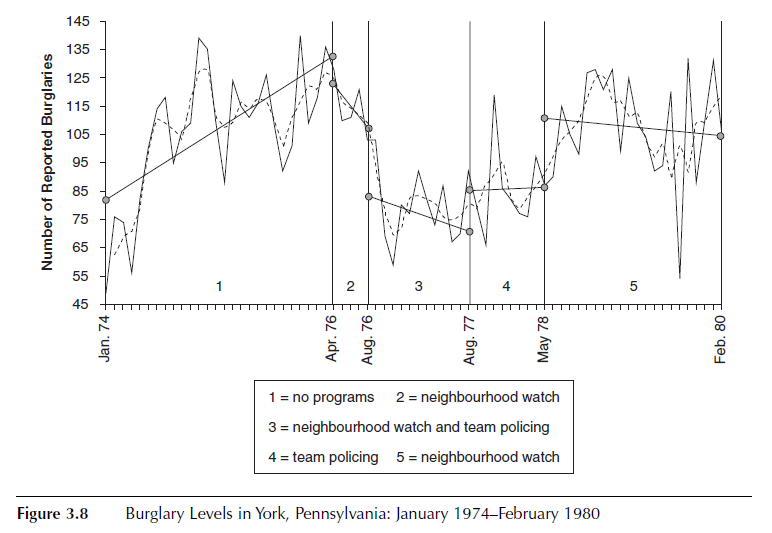 Number of Reported Burglaries
145
135
125
115
105
95
85
75
65
55
45
1
2
3
4
5
Jan. 74
Apr. 76
Aug. 76
Aug. 77
May 78
Feb. 80
1 = no programs 2 = neighbourhood watch
3 = neighbourhood watch and team policing
4 = team policing 5 = neighbourhood watch
Figure 3.8 Burglary Levels in York, Pennsylvania: January 1974–February 1980